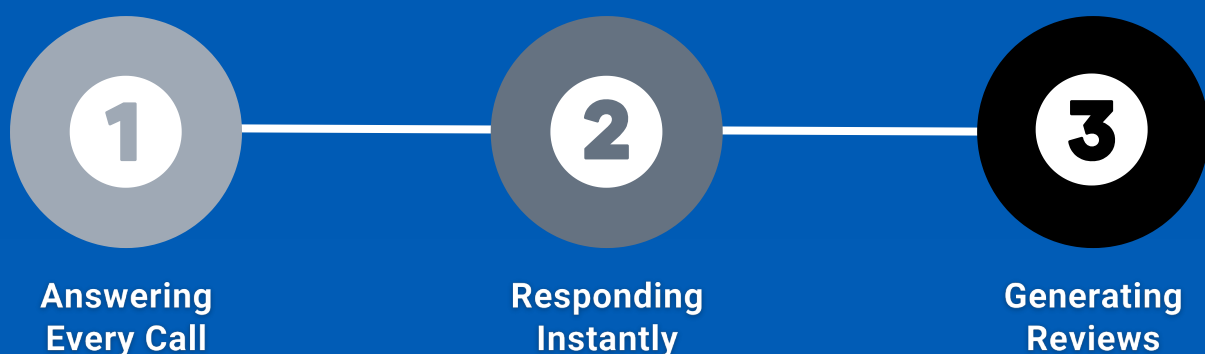 1
2
3
Answering
Every Call
Responding
Instantly
Generating
Reviews